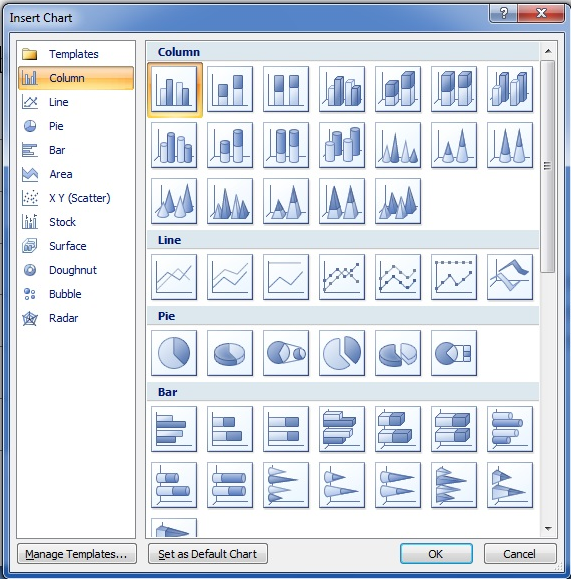 Insert Chart
Templates
Column
Line
Pie
Bar
Area
X Y (Scatter)
Stock
Surface
Doughnut
Bubble
Radar
Column
Line
Pie
Bar
Manage Templates...
Set as Default Chart
OK
Cancel